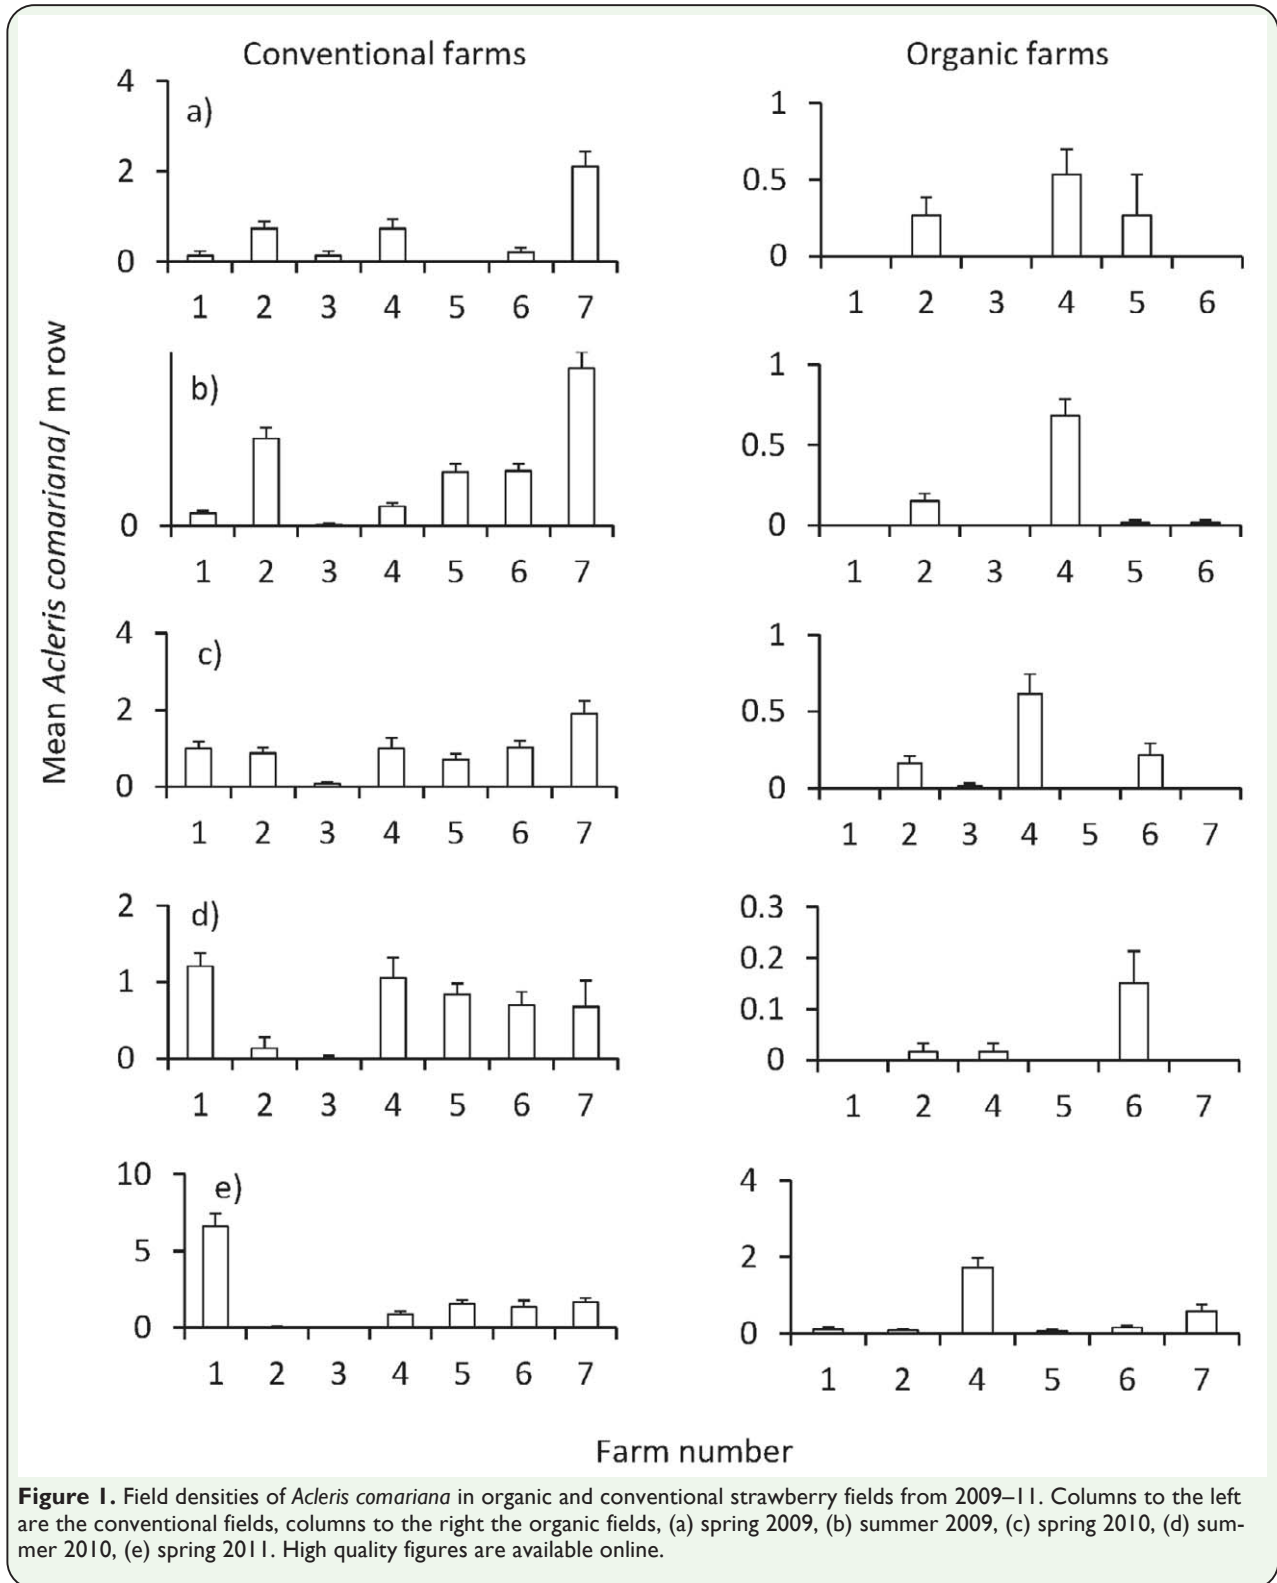 Conventional farms
Organic farms
Mean Acleris comariana/ m row
a)
4
2
0
1 2 3 4 5 6 7
1
0.5
0
1 2 3 4 5 6
b)
0
1 2 3 4 5 6 7
1
0.5
0
1 2 3 4 5 6
c)
4
2
0
1 2 3 4 5 6 7
1
0.5
0
1 2 3 4 5 6 7
d)
2
1
0
1 2 3 4 5 6 7
0.3
0.2
0.1
0
1 2 4 5 6 7
e)
10
5
0
1 2 3 4 5 6 7
4
2
0
1 2 4 5 6 7
Farm number
Figure 1. Field densities of Acleris comariana in organic and conventional strawberry fields from 2009–11. Columns to the left
are the conventional fields, columns to the right the organic fields, (a) spring 2009, (b) summer 2009, (c) spring 2010, (d) sum-
mer 2010, (e) spring 2011. High quality figures are available online.